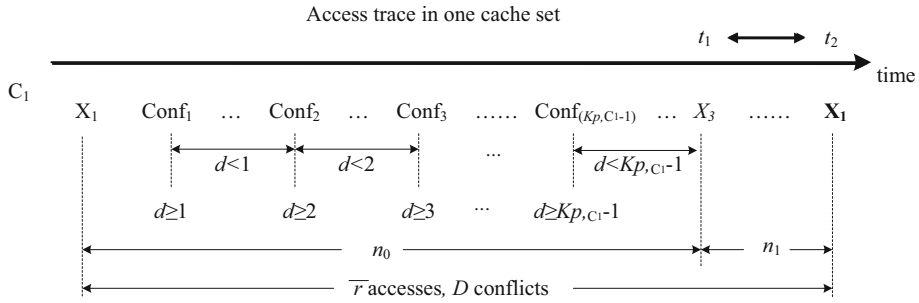 Access trace in one cache set
t₁ t₂
time
C₁
X₁ Conf₁ ... Conf₂ ... Conf₃ ...... Conf₍Kp,C₁-1₎ ... X₃ ...... X₁
d<1 d<2 ... d<Kp,C₁-1
d≥1 d≥2 d≥3 ... d≥Kp,C₁-1
n₀ n₁
r̅ accesses, D conflicts